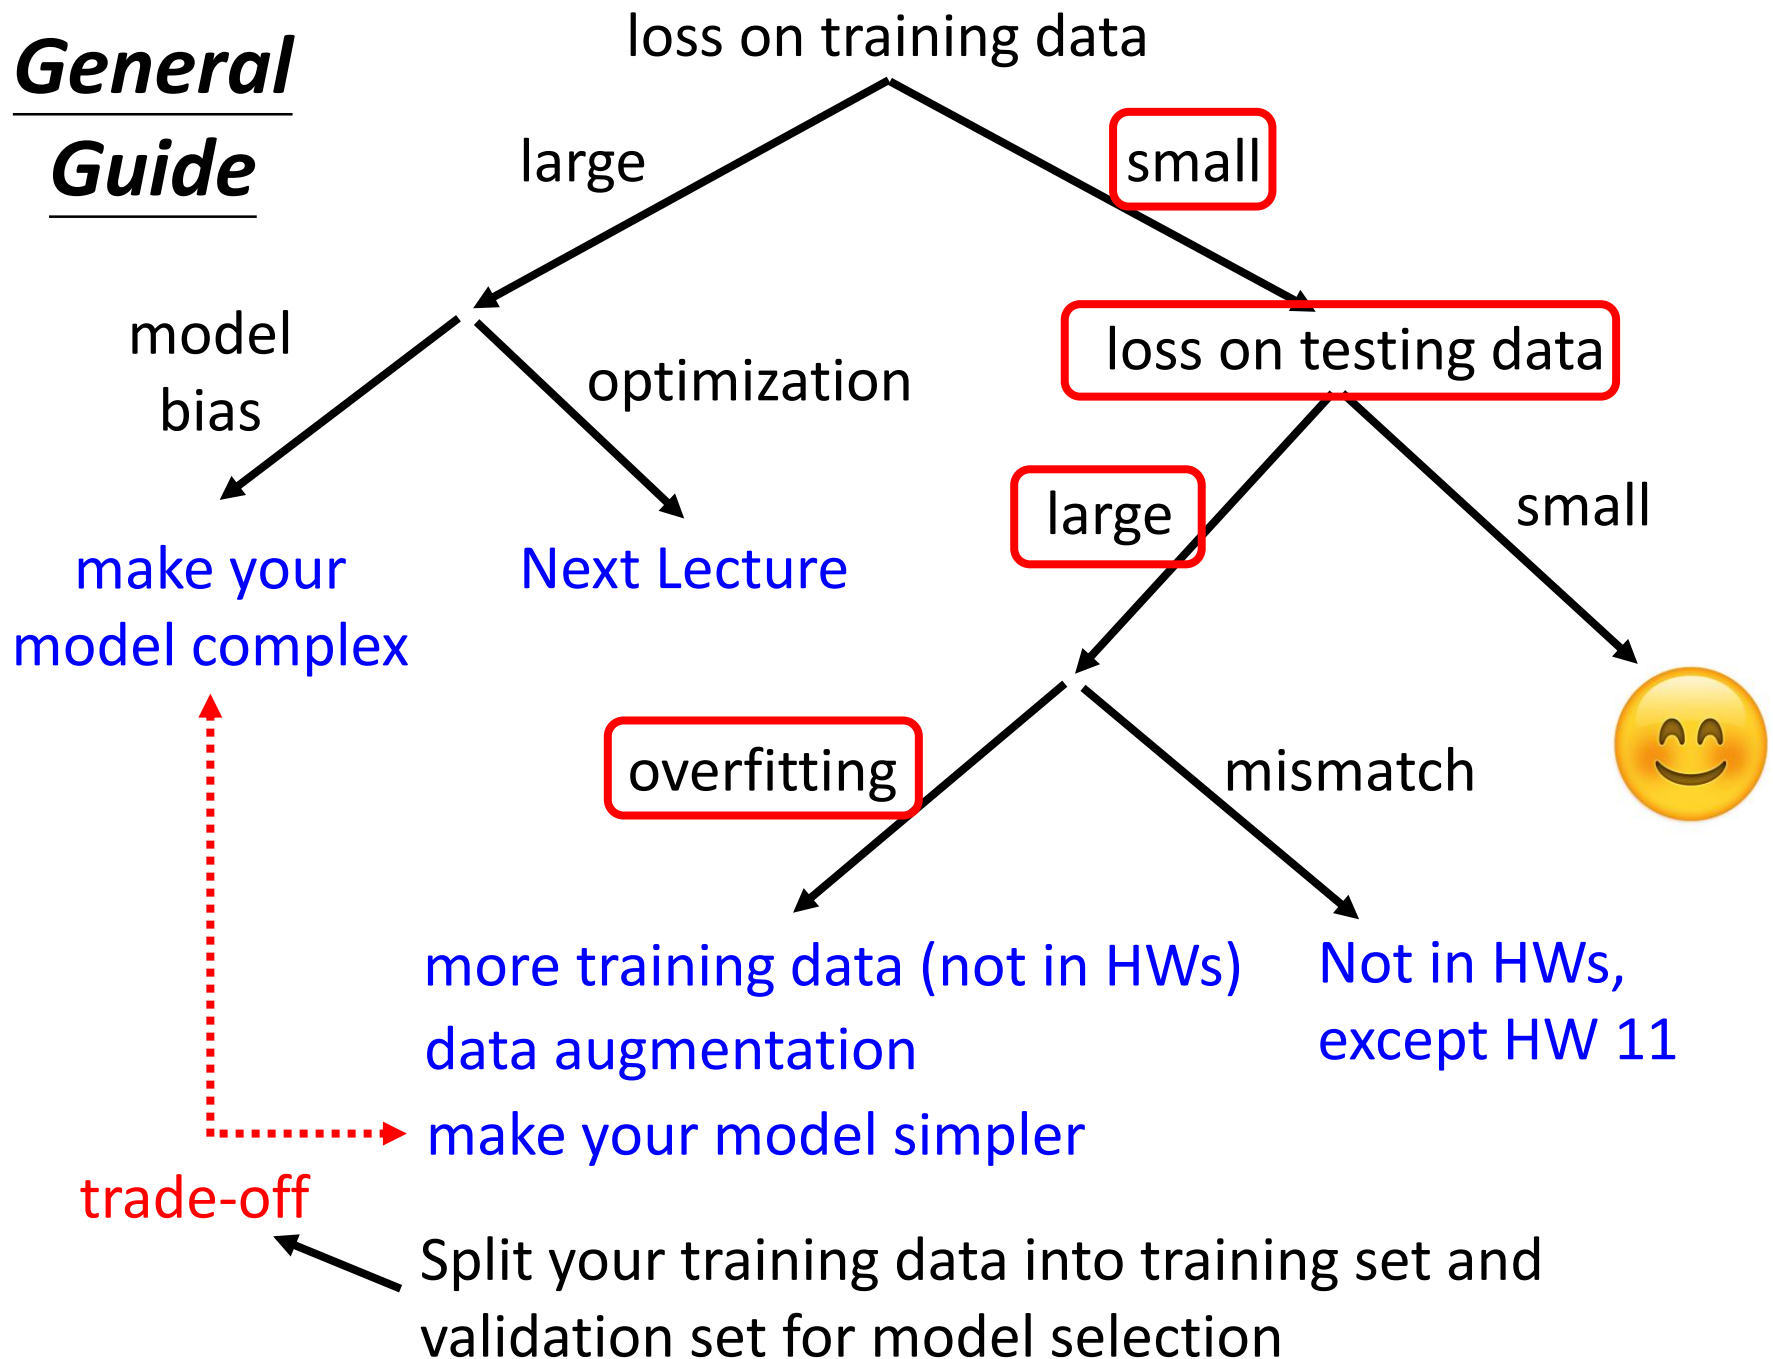 General
Guide
loss on training data
large
small
model
bias
optimization
loss on testing data
make your
model complex
Next Lecture
large
small
overfitting
mismatch
more training data (not in HWs)
data augmentation
make your model simpler
Not in HWs,
except HW 11
trade-off
Split your training data into training set and
validation set for model selection